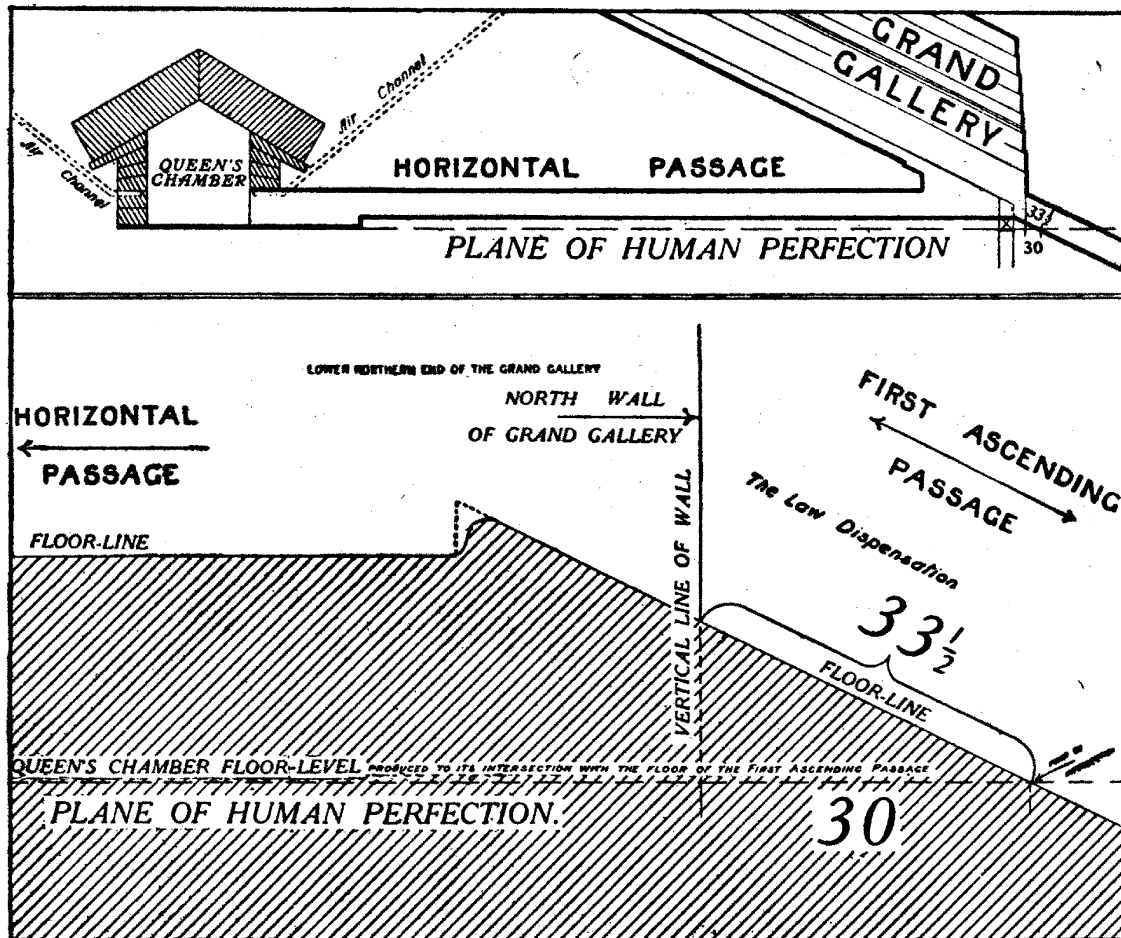 GRAND
GALLERY
Air Channel
Air
Channel
QUEEN'S
CHAMBER
HORIZONTAL PASSAGE
33½
30
PLANE OF HUMAN PERFECTION
LOWER NORTHERN END OF THE GRAND GALLERY
NORTH WALL
OF GRAND GALLERY
HORIZONTAL
PASSAGE
FIRST ASCENDING
PASSAGE
The Law Dispensation
FLOOR-LINE
VERTICAL LINE OF WALL
33½
FLOOR-LINE
QUEEN'S CHAMBER FLOOR-LEVEL PRODUCED TO ITS INTERSECTION WITH THE FLOOR OF THE FIRST ASCENDING PASSAGE
PLANE OF HUMAN PERFECTION.
30